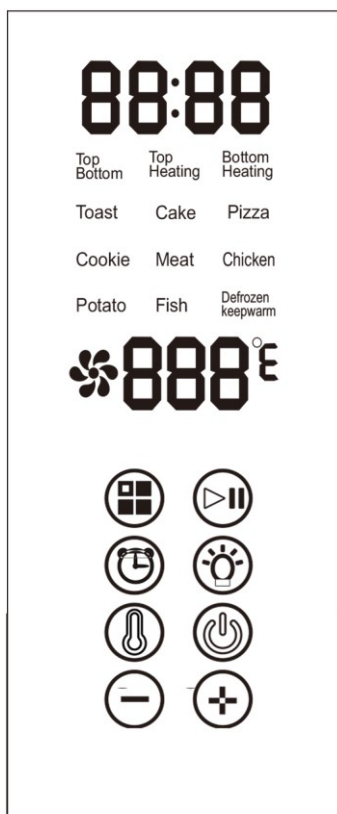 88:88
Top Top Bottom
Bottom Heating Heating
Toast Cake Pizza
Cookie Meat Chicken
Potato Fish Defrozen
keepwarm
888°E